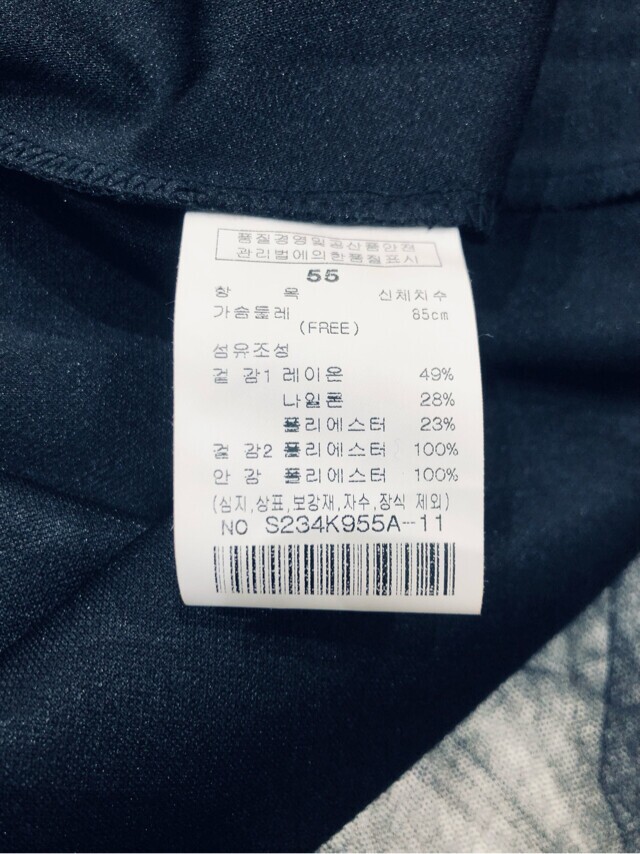 품질경영및공산품안전
관리법에의한품질표시
55
항 목 신체치수
가슴둘레 85cm
(FREE)
섬유조성
겉 감1 레이온 49%
나일론 28%
폴리에스터 23%
겉 감2 폴리에스터 100%
안 감 폴리에스터 100%
(심지,상표,보강재,자수,장식 제외)
NO S234K955A-11